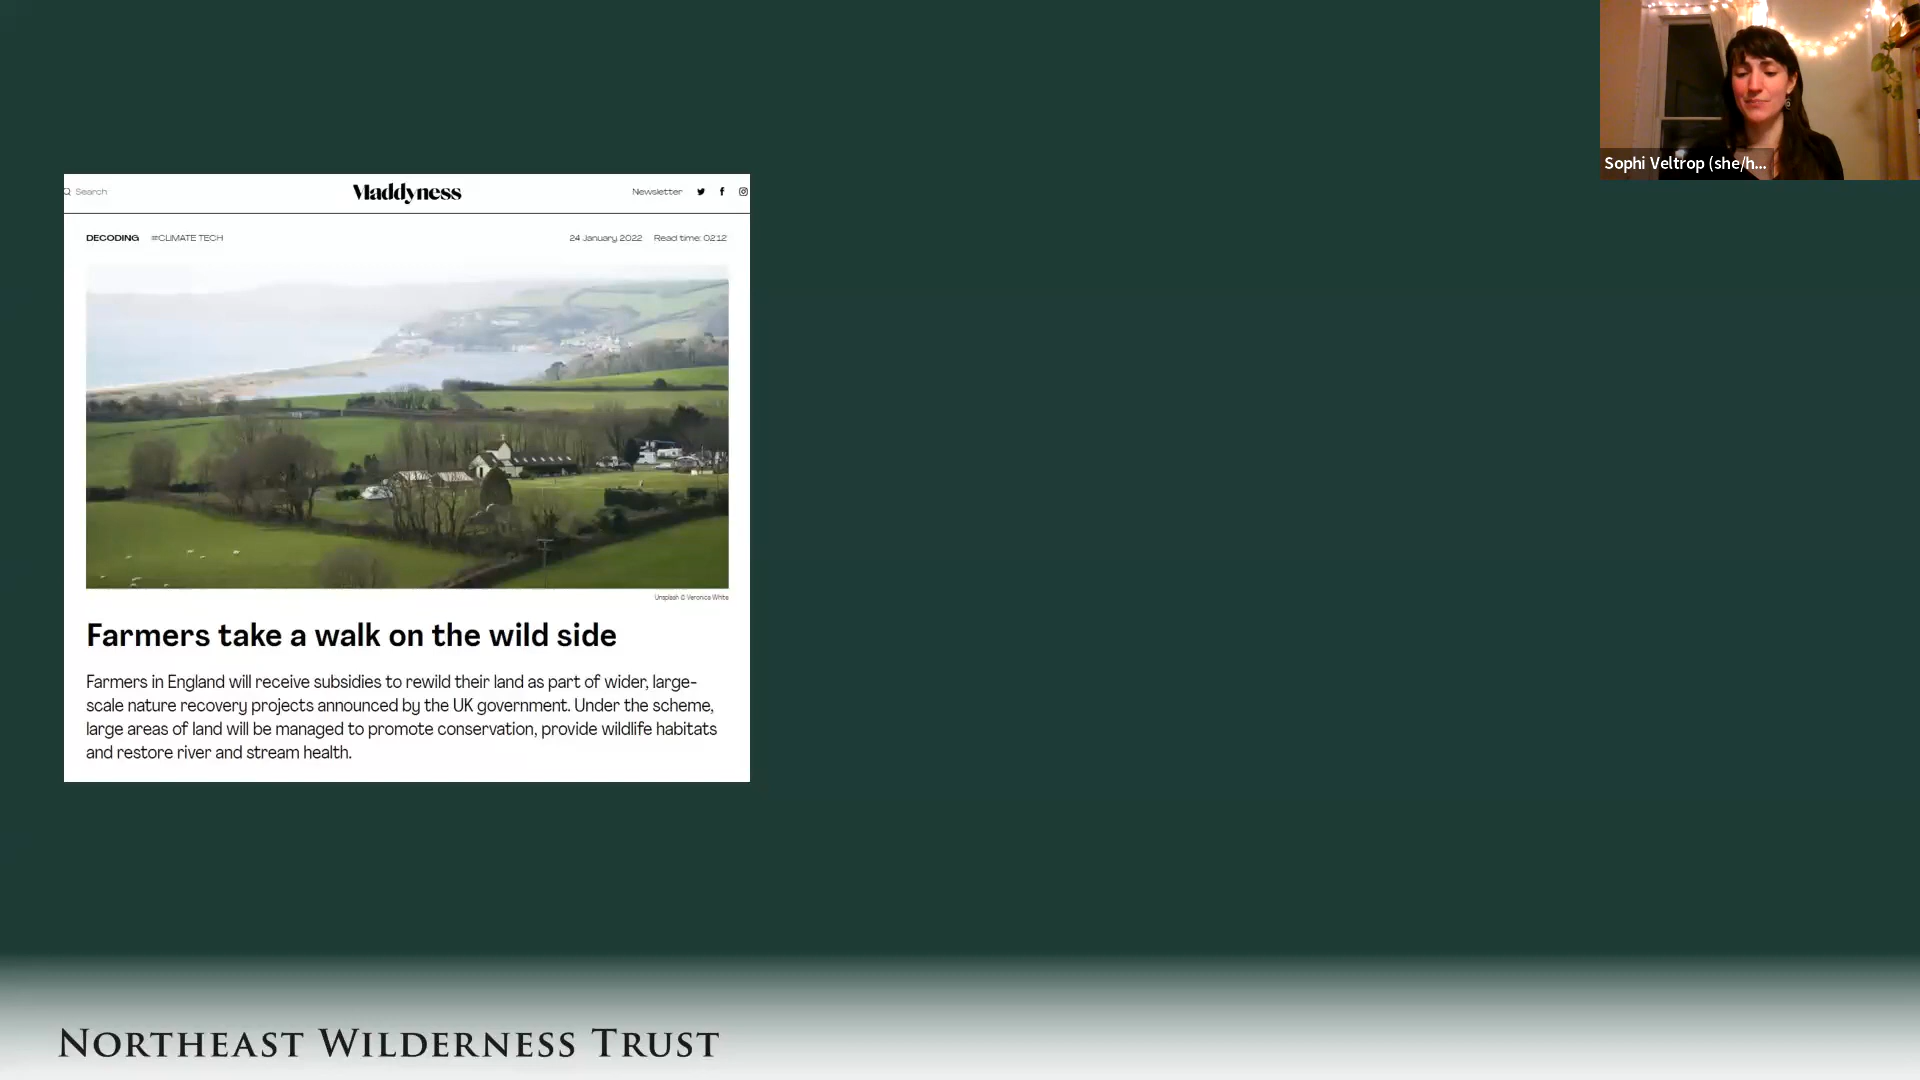 Sophi Veltrop (she/h...
Search
Maddyness
Newsletter
DECODING #CLIMATE TECH
24 January 2022 Read time: 02'12
Unsplash © Veronica White
Farmers take a walk on the wild side
Farmers in England will receive subsidies to rewild their land as part of wider, large-
scale nature recovery projects announced by the UK government. Under the scheme,
large areas of land will be managed to promote conservation, provide wildlife habitats
and restore river and stream health.
Northeast Wilderness Trust